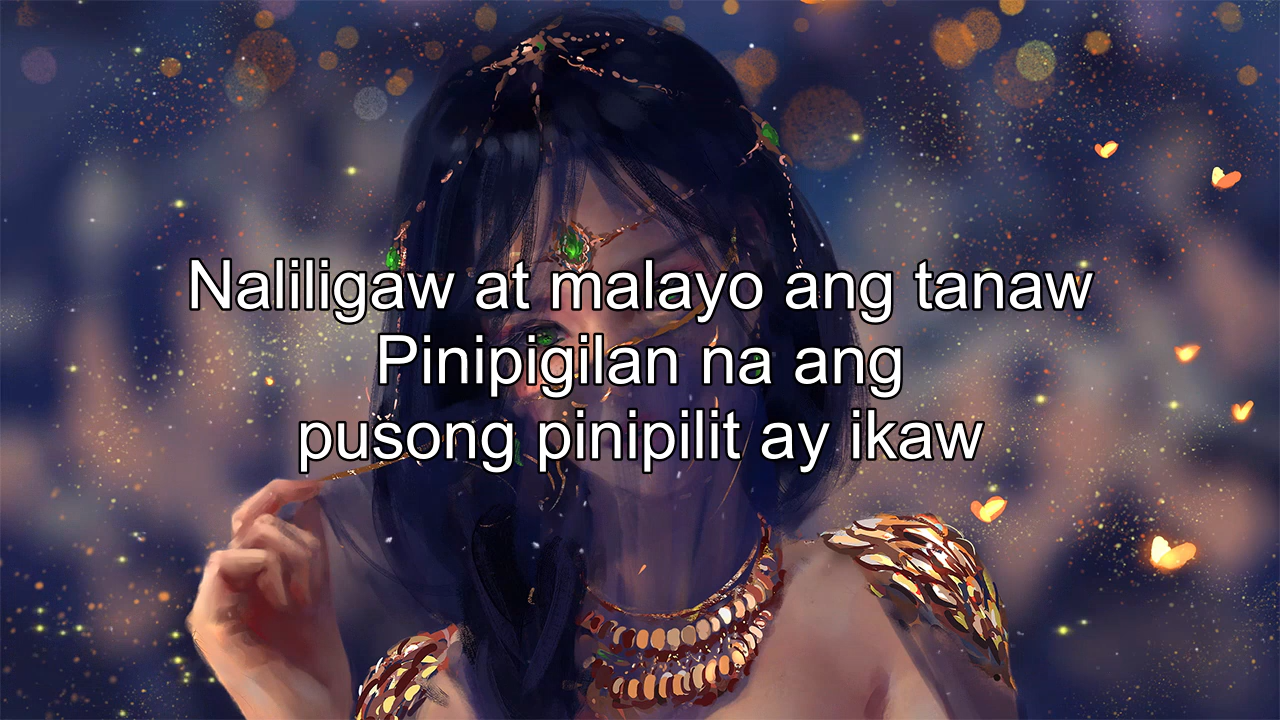 Naliligaw at malayo ang tanaw
Pinipigilan na ang
pusong pinipilit ay ikaw